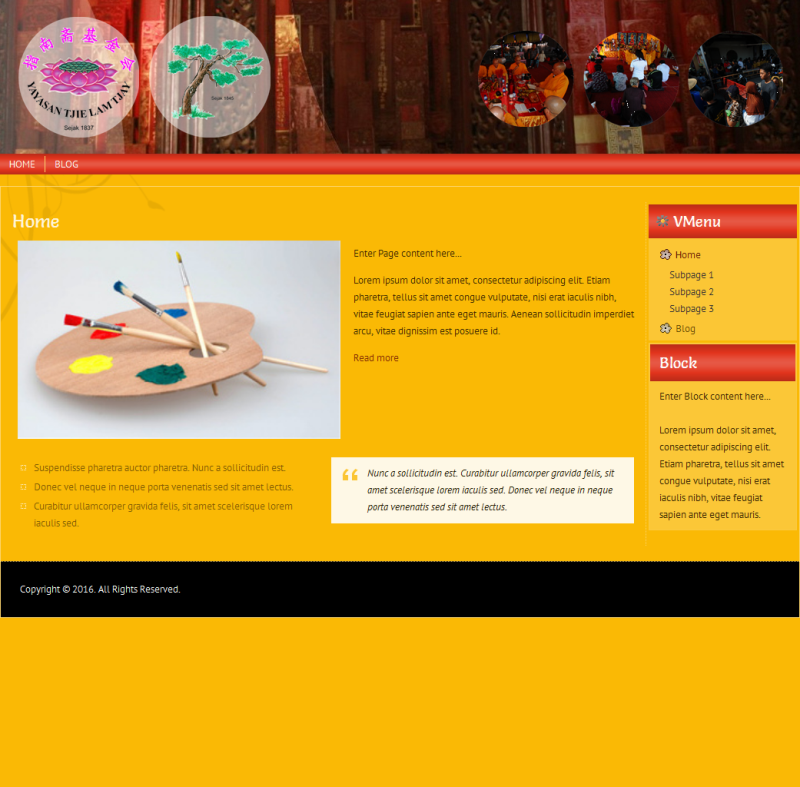 指南斋基金会
YAYASAN TJIE LAM TJAY
Sejak 1837
HOME
BLOG
Home
Enter Page content here...
Lorem ipsum dolor sit amet, consectetur adipiscing elit. Etiam
pharetra, tellus sit amet congue vulputate, nisi erat iaculis nibh,
vitae feugiat sapien ante eget mauris. Aenean sollicitudin imperdiet
arcu, vitae dignissim est posuere id.
Read more
Suspendisse pharetra auctor pharetra. Nunc a sollicitudin est.
Donec vel neque in neque porta venenatis sed sit amet lectus.
Curabitur ullamcorper gravida felis, sit amet scelerisque lorem
iaculis sed.
Nunc a sollicitudin est. Curabitur ullamcorper gravida felis, sit
amet scelerisque lorem iaculis sed. Donec vel neque in neque
porta venenatis sed sit amet lectus.
VMenu
Home
Subpage 1
Subpage 2
Subpage 3
Blog
Block
Enter Block content here...
Lorem ipsum dolor sit amet,
consectetur adipiscing elit.
Etiam pharetra, tellus sit amet
congue vulputate, nisi erat
iaculis nibh, vitae feugiat
sapien ante eget mauris.
Copyright © 2016. All Rights Reserved.